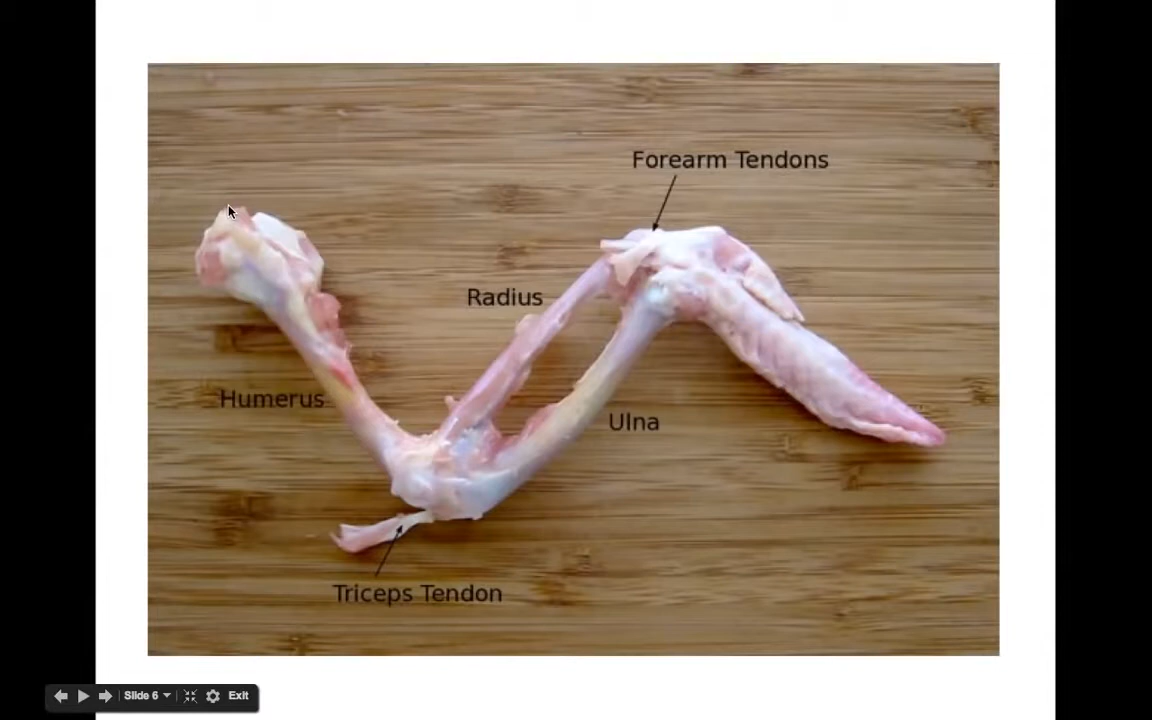 Forearm Tendons
Radius
Humerus
Ulna
Triceps Tendon
Slide 6
Exit